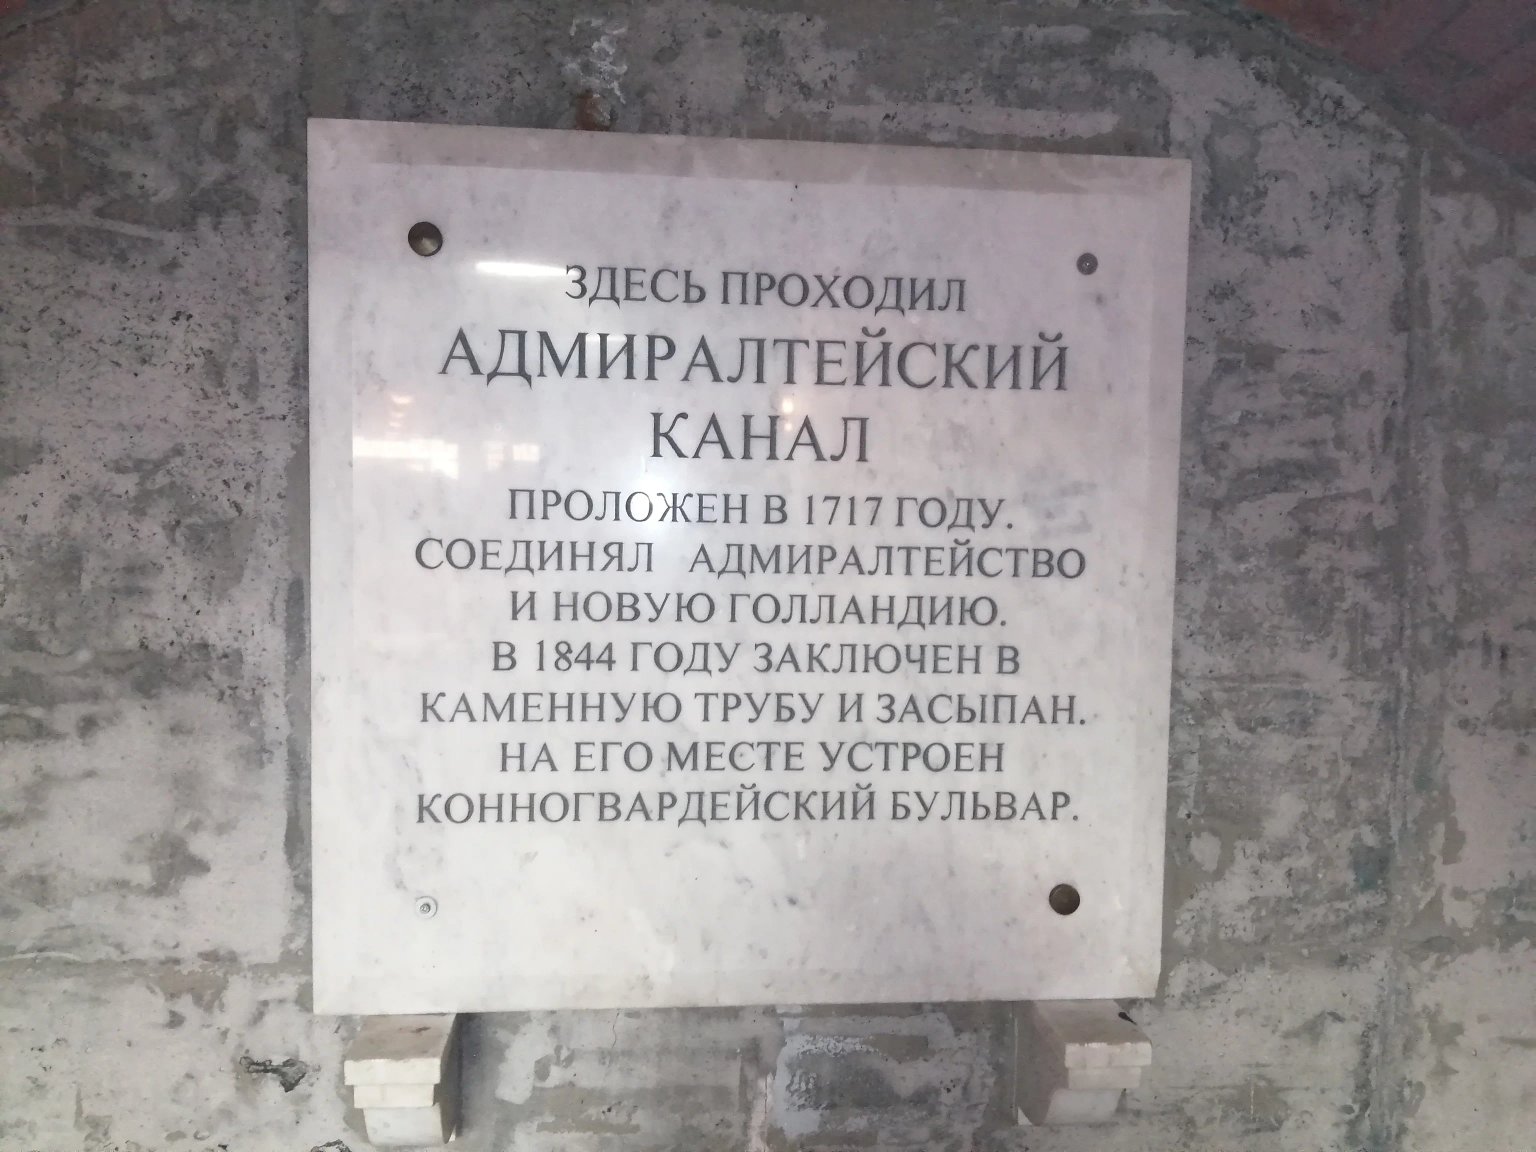 ЗДЕСЬ ПРОХОДИЛ
АДМИРАЛТЕЙСКИЙ
КАНАЛ
ПРОЛОЖЕН В 1717 ГОДУ.
СОЕДИНЯЛ АДМИРАЛТЕЙСТВО
И НОВУЮ ГОЛЛАНДИЮ.
В 1844 ГОДУ ЗАКЛЮЧЕН В
КАМЕННУЮ ТРУБУ И ЗАСЫПАН.
НА ЕГО МЕСТЕ УСТРОЕН
КОННОГВАРДЕЙСКИЙ БУЛЬВАР.